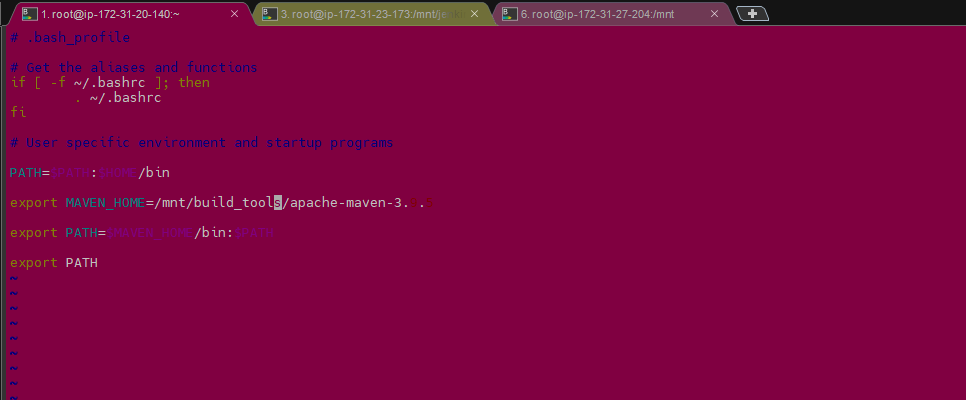 1. root@ip-172-31-20-140:~
3. root@ip-172-31-23-173:/mnt/
6. root@ip-172-31-27-204:/mnt
# .bash_profile
# Get the aliases and functions
if [ -f ~/.bashrc ]; then
. ~/.bashrc
fi
# User specific environment and startup programs
PATH=$PATH:$HOME/bin
export MAVEN_HOME=/mnt/build_tools/apache-maven-3.
export PATH=$MAVEN_HOME/bin:$PATH
export PATH
~
~
~
~
~
~
~
~
~